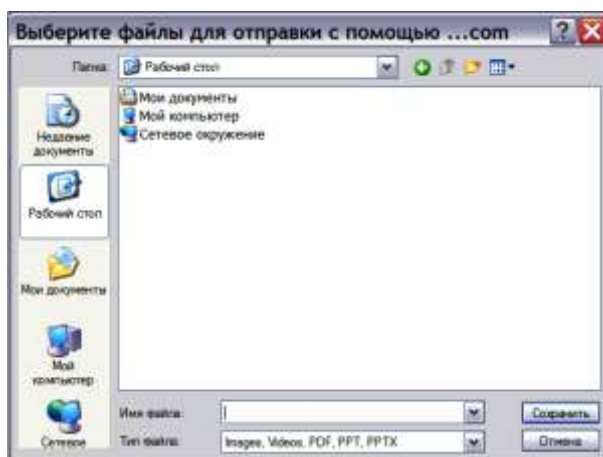 Выберите файлы для отправки с помощью ...com
Папка:
Рабочий стол
Мои документы
Мой компьютер
Сетевое окружение
Недавние документы
Рабочий стол
Мои документы
Мой компьютер
Сетевое
Имя файла:
Сохранить
Тип файла:
Images, Videos, PDF, PPT, PPTX
Отмена